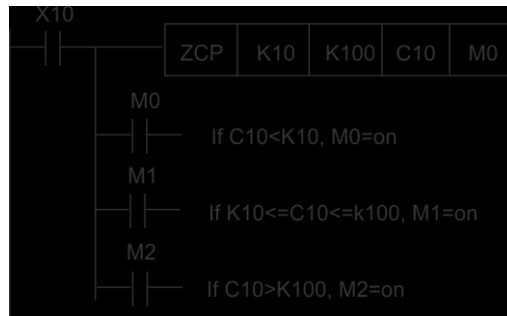 X10
ZCP K10 K100 C10 M0
M0
If C10<K10, M0=on
M1
If K10<=C10<=k100, M1=on
M2
If C10>K100, M2=on